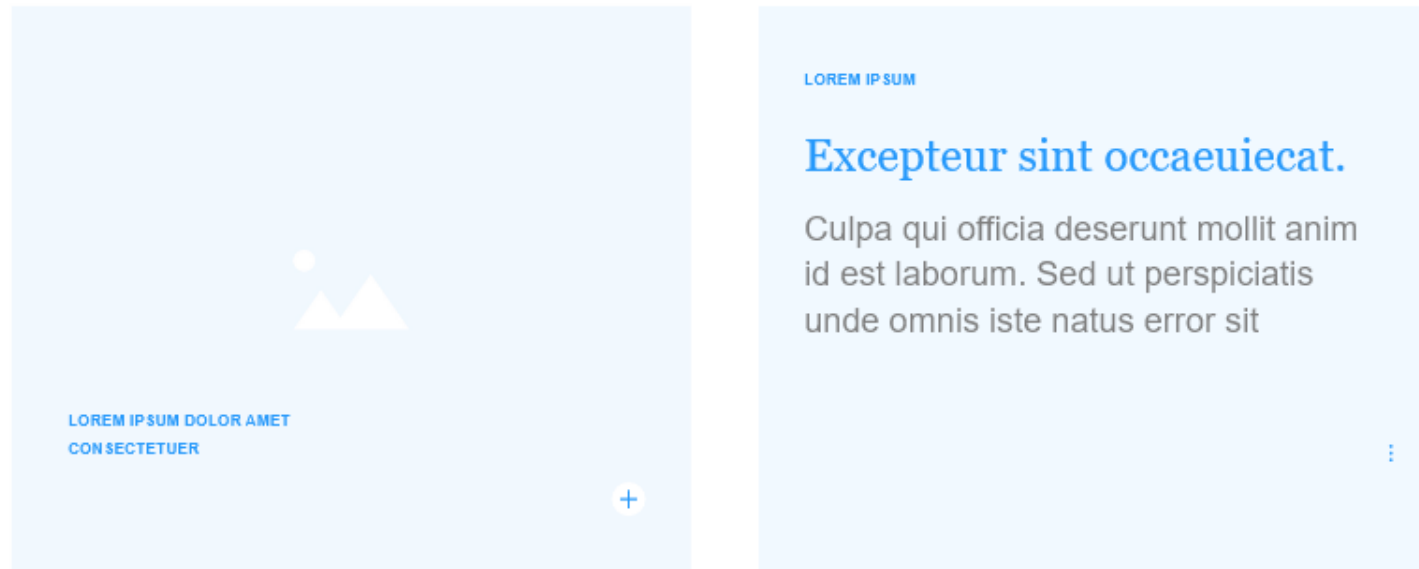 LOREM IPSUM DOLOR AMET
CONSECTETUER
LOREM IPSUM
Excepteur sint occaeuiecat.
Culpa qui officia deserunt mollit anim
id est laborum. Sed ut perspiciatis
unde omnis iste natus error sit